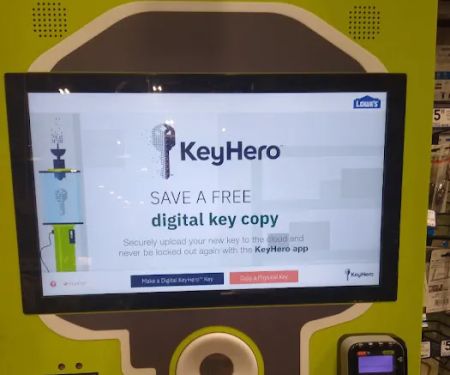 LOWE'S
KeyHero
SAVE A FREE
digital key copy
Securely upload your new key to the cloud and
never be locked out again with the KeyHero app
Make a Digital KeyHero™ Key
Copy a Physical Key
KeyHero